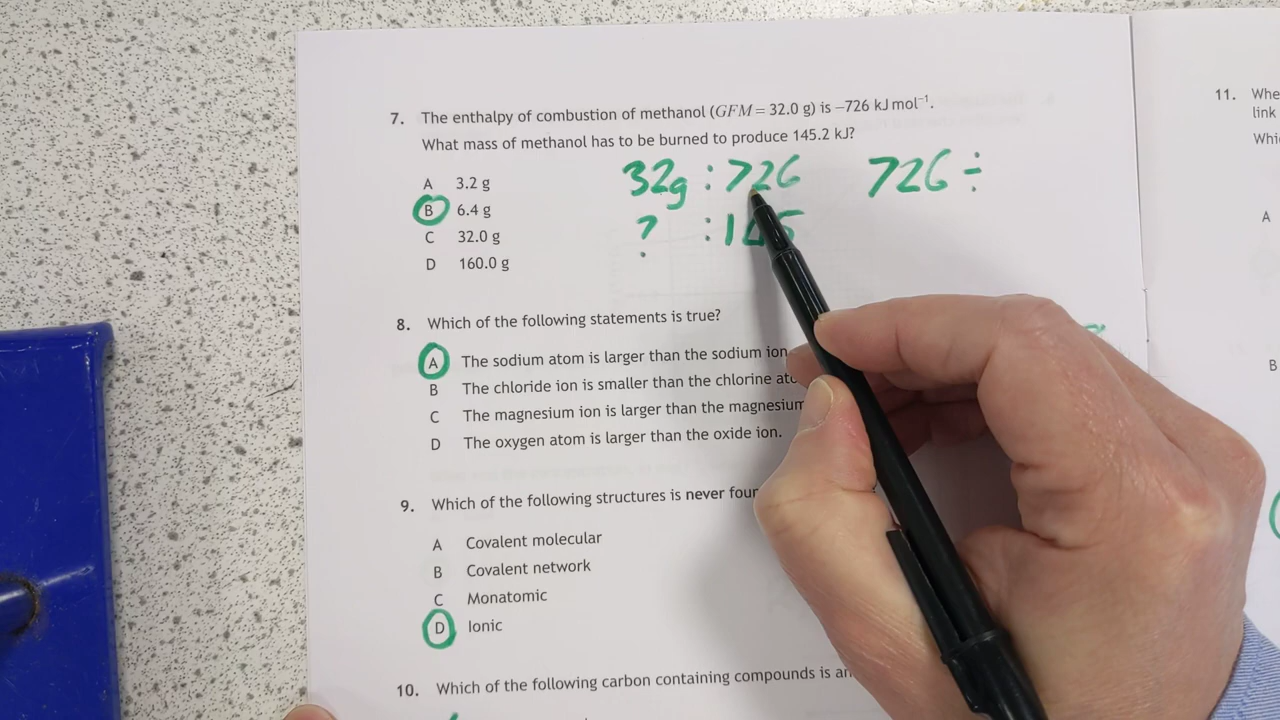 7. The enthalpy of combustion of methanol (GFM = 32.0 g) is −726 kJ mol⁻¹.
What mass of methanol has to be burned to produce 145.2 kJ?
32g : 726 726 ÷
? : 145
A 3.2 g
B 6.4 g
C 32.0 g
D 160.0 g
8. Which of the following statements is true?
A The sodium atom is larger than the sodium ion
B The chloride ion is smaller than the chlorine
C The magnesium ion is larger than the magnesium
D The oxygen atom is larger than the oxide ion.
9. Which of the following structures is never
A Covalent molecular
B Covalent network
C Monatomic
D Ionic
10. Which of the following carbon containing compounds is
11.
link
A
B